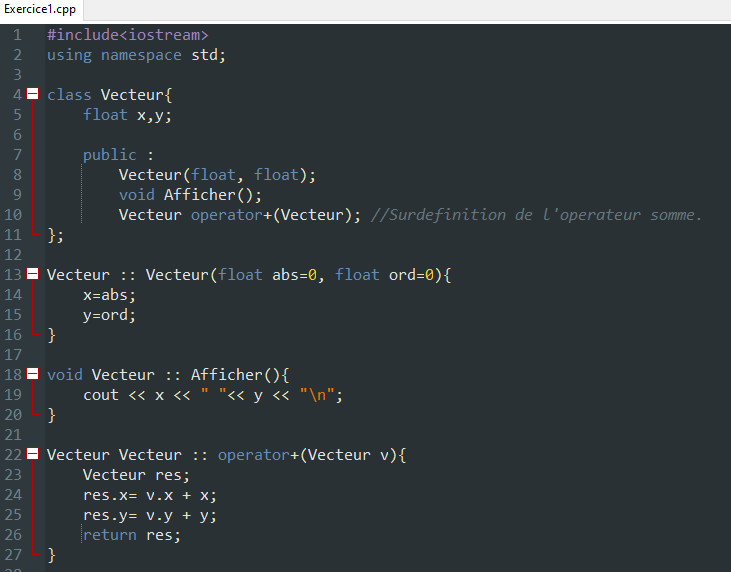 Exercice1.cpp
1 #include<iostream>
2 using namespace std;
3
4 class Vecteur{
5 float x,y;
6
7 public :
8 Vecteur(float, float);
9 void Afficher();
10 Vecteur operator+(Vecteur); //Surdefinition de l'operateur somme.
11 };
12
13 Vecteur :: Vecteur(float abs=0, float ord=0){
14 x=abs;
15 y=ord;
16 }
17
18 void Vecteur :: Afficher(){
19 cout << x << " "<< y << "\n";
20 }
21
22 Vecteur Vecteur :: operator+(Vecteur v){
23 Vecteur res;
24 res.x= v.x + x;
25 res.y= v.y + y;
26 return res;
27 }